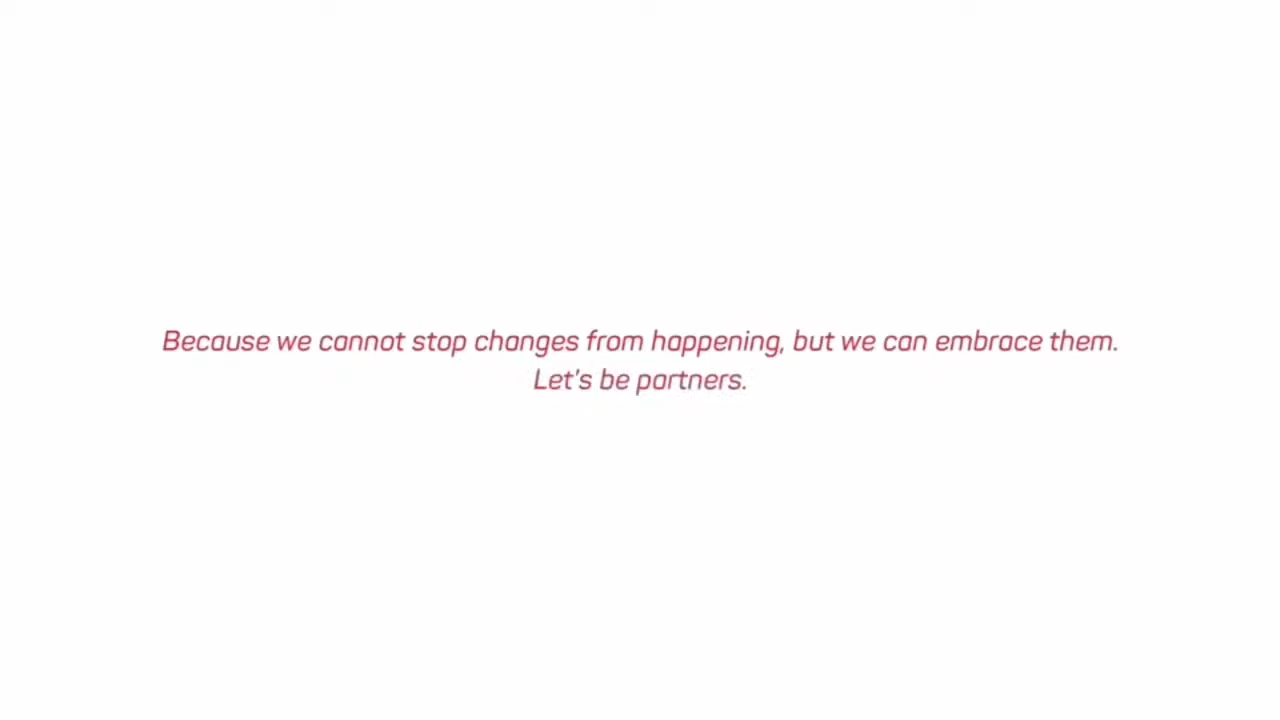 Because we cannot stop changes from happening, but we can embrace them.
Let's be partners.